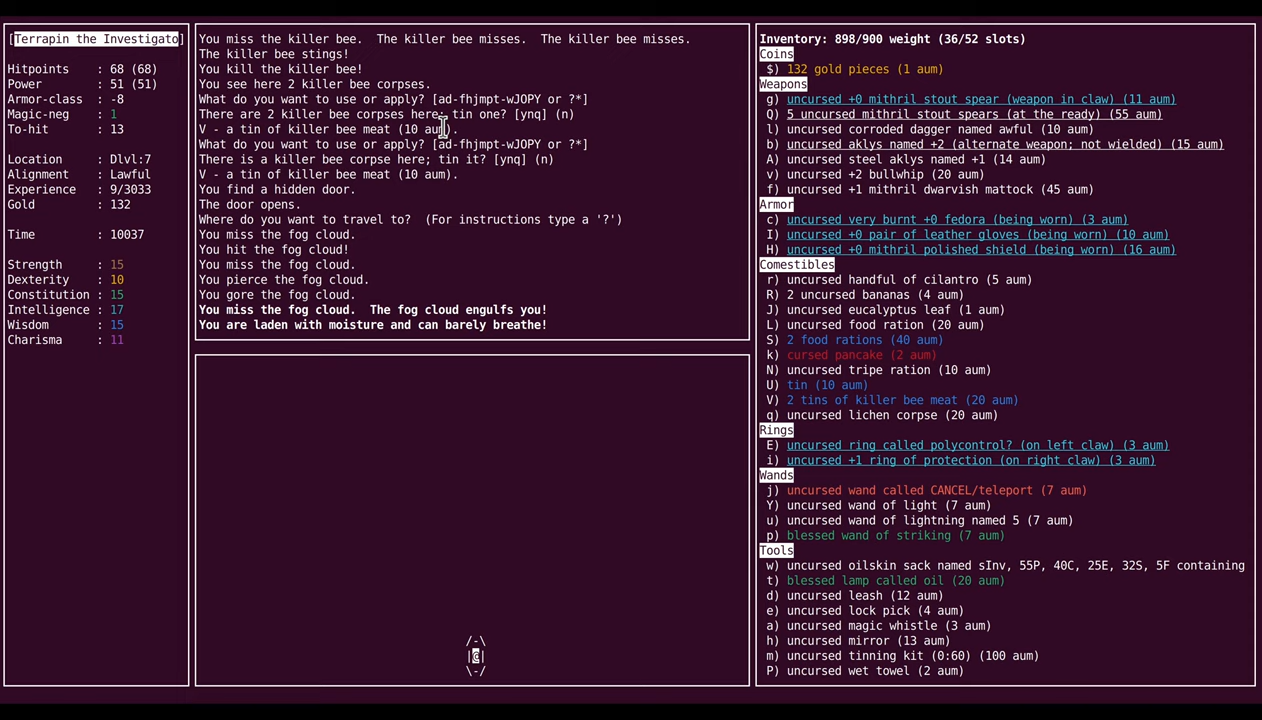 [Terrapin the Investigato]
Hitpoints    : 68 (68)
Power        : 51 (51)
Armor-class  : -8
Magic-neg    : 1
To-hit       : 13
Location     : Dlvl:7
Alignment    : Lawful
Experience   : 9/3033
Gold         : 132
Time         : 10037
Strength     : 15
Dexterity    : 10
Constitution : 15
Intelligence : 17
Wisdom       : 15
Charisma     : 11
You miss the killer bee.  The killer bee misses.  The killer bee misses.
The killer bee stings!
You kill the killer bee!
You see here 2 killer bee corpses.
What do you want to use or apply? [ad-fhjmpt-wJOPY or ?*]
There are 2 killer bee corpses here; tin one? [ynq] (n)
V - a tin of killer bee meat (10 aum).
What do you want to use or apply? [ad-fhjmpt-wJOPY or ?*]
There is a killer bee corpse here; tin it? [ynq] (n)
V - a tin of killer bee meat (10 aum).
You find a hidden door.
The door opens.
Where do you want to travel to?  (For instructions type a '?')
You miss the fog cloud.
You hit the fog cloud!
You miss the fog cloud.
You pierce the fog cloud.
You gore the fog cloud.
You miss the fog cloud.  The fog cloud engulfs you!
You are laden with moisture and can barely breathe!
/-\
|@|
\-/
Inventory: 898/900 weight (36/52 slots)
Coins
$) 132 gold pieces (1 aum)
Weapons
g) uncursed +0 mithril stout spear (weapon in claw) (11 aum)
Q) 5 uncursed mithril stout spears (at the ready) (55 aum)
l) uncursed corroded dagger named awful (10 aum)
b) uncursed aklys named +2 (alternate weapon; not wielded) (15 aum)
A) uncursed steel aklys named +1 (14 aum)
v) uncursed +2 bullwhip (20 aum)
f) uncursed +1 mithril dwarvish mattock (45 aum)
Armor
c) uncursed very burnt +0 fedora (being worn) (3 aum)
I) uncursed +0 pair of leather gloves (being worn) (10 aum)
H) uncursed +0 mithril polished shield (being worn) (16 aum)
Comestibles
r) uncursed handful of cilantro (5 aum)
R) 2 uncursed bananas (4 aum)
J) uncursed eucalyptus leaf (1 aum)
L) uncursed food ration (20 aum)
S) 2 food rations (40 aum)
k) cursed pancake (2 aum)
N) uncursed tripe ration (10 aum)
U) tin (10 aum)
V) 2 tins of killer bee meat (20 aum)
q) uncursed lichen corpse (20 aum)
Rings
E) uncursed ring called polycontrol? (on left claw) (3 aum)
i) uncursed +1 ring of protection (on right claw) (3 aum)
Wands
j) uncursed wand called CANCEL/teleport (7 aum)
Y) uncursed wand of light (7 aum)
u) uncursed wand of lightning named 5 (7 aum)
p) blessed wand of striking (7 aum)
Tools
w) uncursed oilskin sack named sInv, 55P, 40C, 25E, 32S, 5F containing
t) blessed lamp called oil (20 aum)
d) uncursed leash (12 aum)
e) uncursed lock pick (4 aum)
a) uncursed magic whistle (3 aum)
h) uncursed mirror (13 aum)
m) uncursed tinning kit (0:60) (100 aum)
P) uncursed wet towel (2 aum)